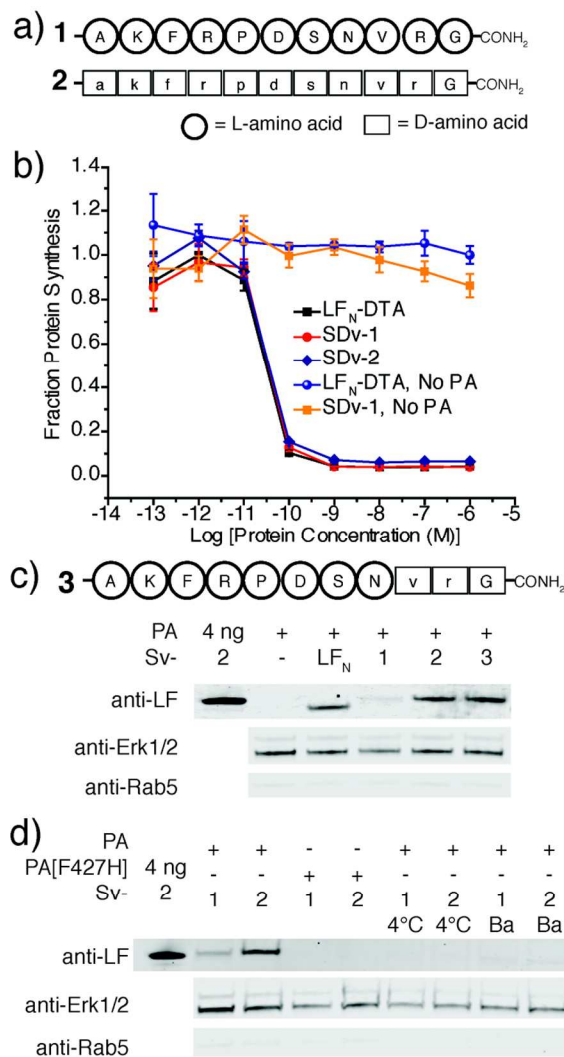 a)
1 A K F R P D S N V R G CONH2
2 a k f r p d s n v r G CONH2
= L-amino acid = D-amino acid
b)
Fraction Protein Synthesis
1.4
1.2
1.0
0.8
0.6
0.4
0.2
0.0
LFN-DTA
SDv-1
SDv-2
LFN-DTA, No PA
SDv-1, No PA
-14 -13 -12 -11 -10 -9 -8 -7 -6 -5
Log [Protein Concentration (M)]
c)
3 A K F R P D S N v r G CONH2
PA 4 ng + + + + +
Sv- 2 - LFN 1 2 3
anti-LF
anti-Erk1/2
anti-Rab5
d)
PA + + - - + + + +
PA[F427H] 4 ng - - + + - - - -
Sv- 2 1 2 1 2 1 2 1 2
4°C 4°C Ba Ba
anti-LF
anti-Erk1/2
anti-Rab5